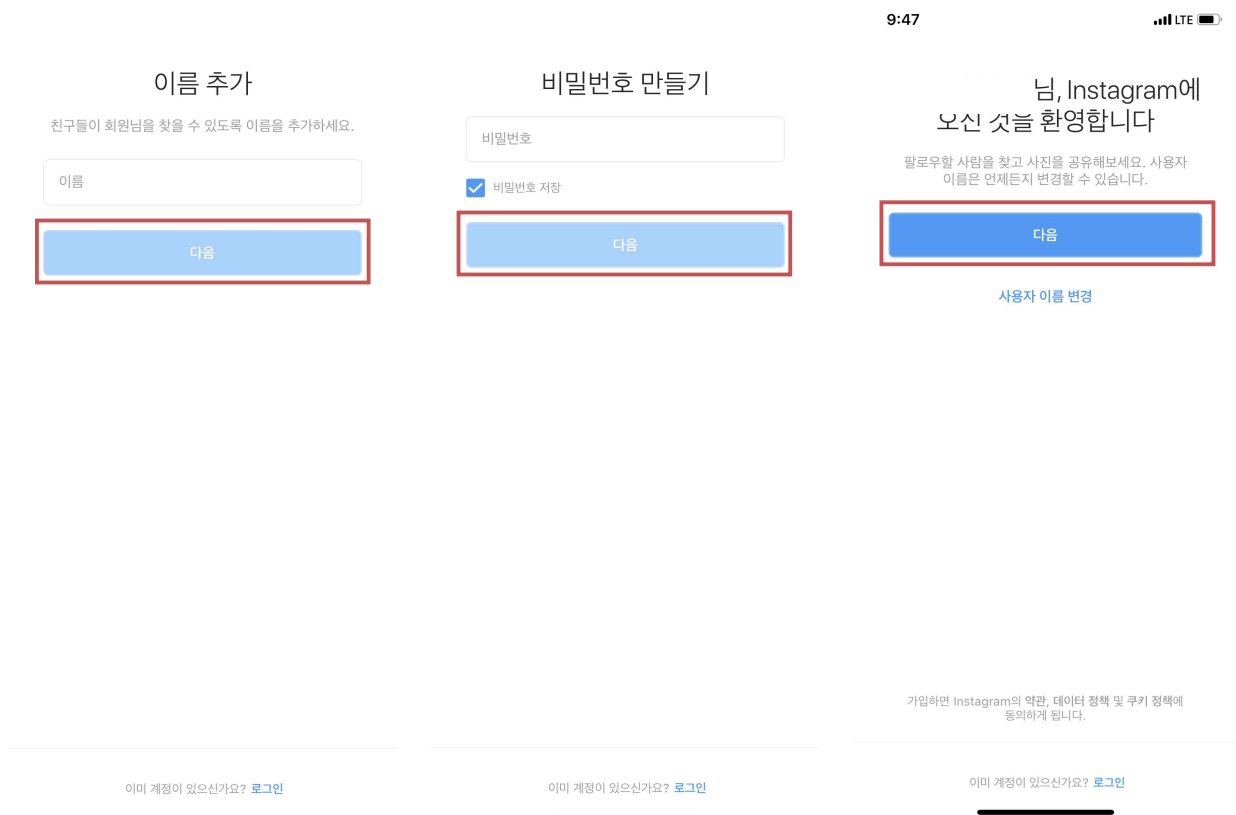 이름 추가
친구들이 회원님을 찾을 수 있도록 이름을 추가하세요.
이름
다음
이미 계정이 있으신가요? 로그인
비밀번호 만들기
비밀번호
비밀번호 저장
다음
이미 계정이 있으신가요? 로그인
9:47
LTE
님, Instagram에
오신 것을 환영합니다
팔로우할 사람을 찾고 사진을 공유해보세요. 사용자
이름은 언제든지 변경할 수 있습니다.
다음
사용자 이름 변경
가입하면 Instagram의 약관, 데이터 정책 및 쿠키 정책에
동의하게 됩니다.
이미 계정이 있으신가요? 로그인